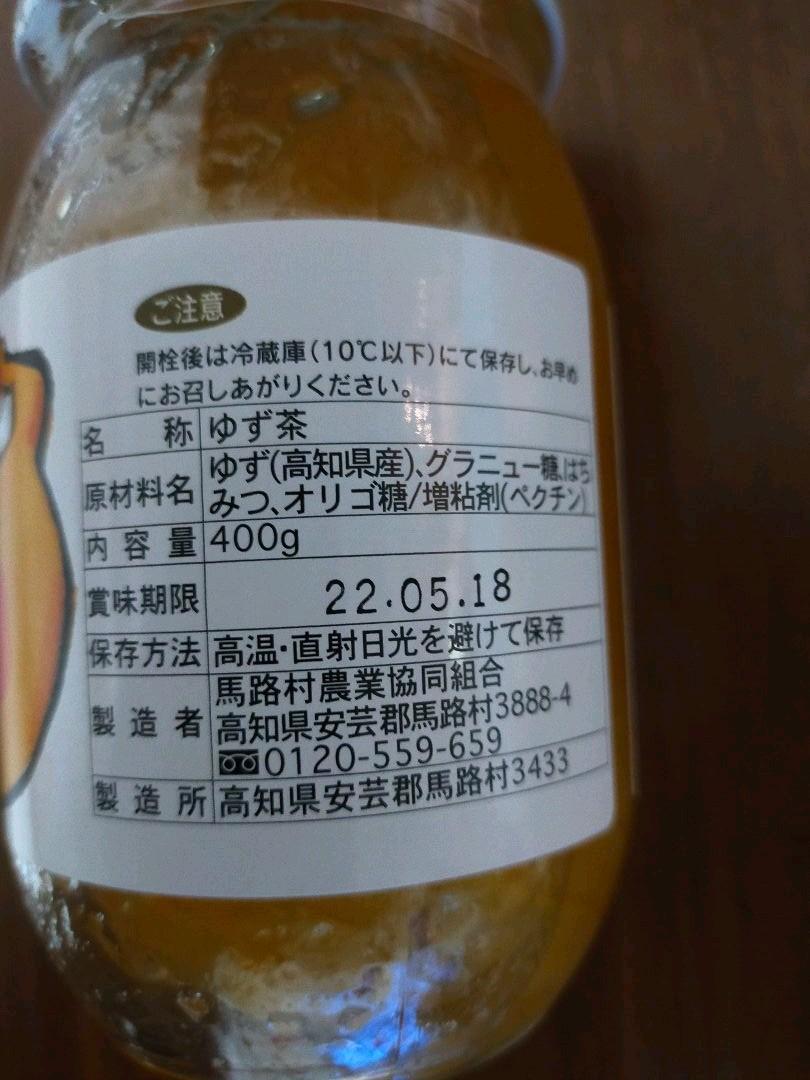 ご注意
開栓後は冷蔵庫(10℃以下)にて保存し、お早め
にお召しあがりください。
名称 ゆず茶
原材料名 ゆず(高知県産)、グラニュー糖、はち
みつ、オリゴ糖/増粘剤(ペクチン)
内容量 400g
賞味期限 22.05.18
保存方法 高温・直射日光を避けて保存
製造者 馬路村農業協同組合
高知県安芸郡馬路村3888-4
0120-559-659
製造所 高知県安芸郡馬路村3433